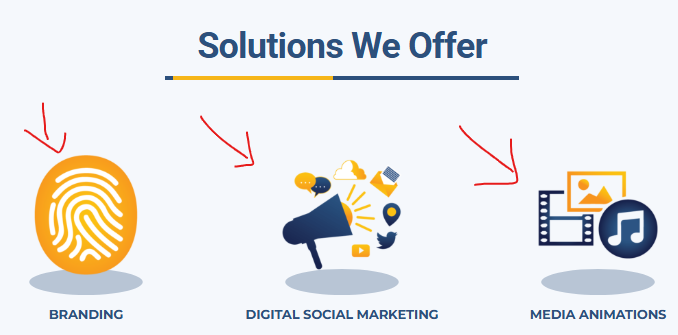 Solutions We Offer
BRANDING
DIGITAL SOCIAL MARKETING
MEDIA ANIMATIONS